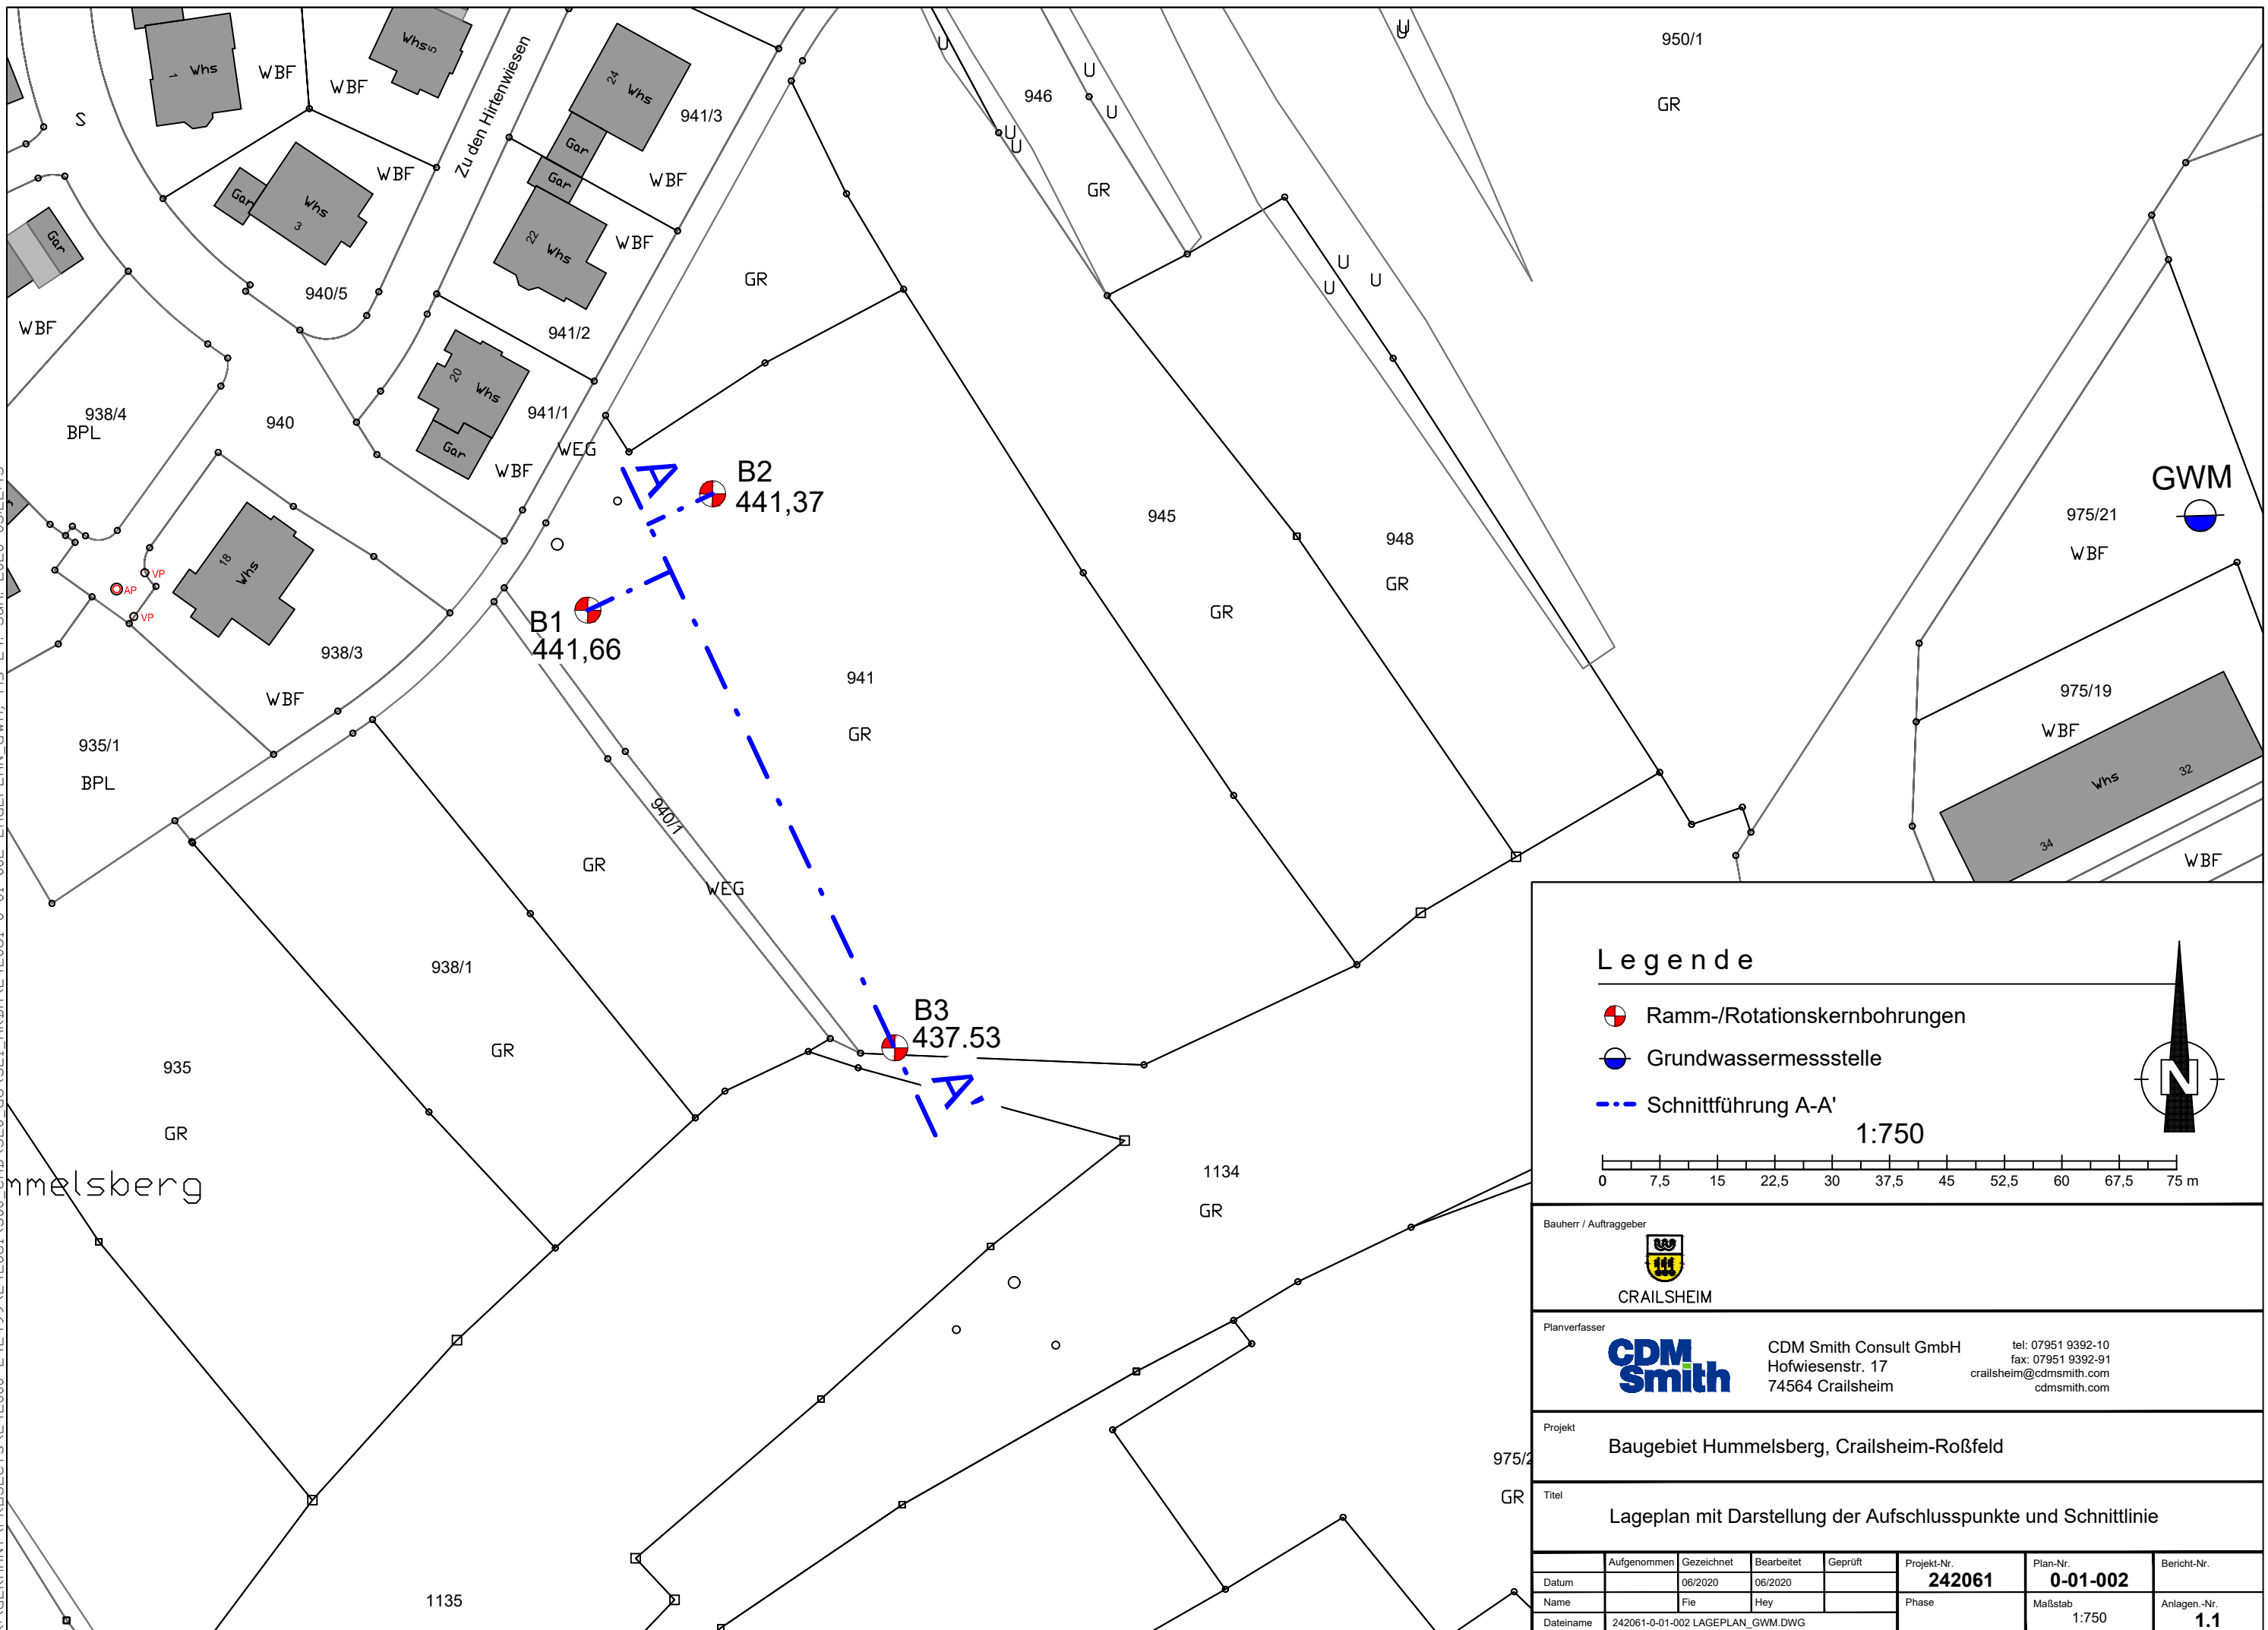 1
Whs
WBF
WBF
Whs
5
24
Whs
941/3
Zu den Hirtenwiesen
S
U
U
U
U
U
U
946
950/1
GR
Gar
WBF
Gar
WBF
GR
Gar
Whs
3
22
Whs
WBF
Gar
U
U
U
GR
940/5
WBF
941/2
20
Whs
938/4
BPL
940
941/1
WEG
Gar
WBF
A
B2
441,37
945
948
GWM
975/21
WBF
18
Whs
VP
AP
VP
GR
GR
B1
441,66
938/3
WBF
941
GR
975/19
WBF
Whs
32
34
WBF
935/1
BPL
940/1
GR
WEG
938/1
B3
437.53
GR
A'
935
GR
mmelsberg
1134
GR
975/2
GR
1135
Legende
Ramm-/Rotationskernbohrungen
Grundwassermessstelle
Schnittführung A-A'
N
1:750
0 7,5 15 22,5 30 37,5 45 52,5 60 67,5 75 m
Bauherr / Auftraggeber
CRAILSHEIM
Planverfasser
CDM
Smith
CDM Smith Consult GmbH
Hofwiesenstr. 17
74564 Crailsheim
tel: 07951 9392-10
fax: 07951 9392-91
crailsheim@cdmsmith.com
cdmsmith.com
Projekt
Baugebiet Hummelsberg, Crailsheim-Roßfeld
Titel
Lageplan mit Darstellung der Aufschlusspunkte und Schnittlinie
Aufgenommen Gezeichnet Bearbeitet Geprüft
Datum 06/2020 06/2020
Name Fie Hey
Dateiname 242061-0-01-002 LAGEPLAN_GWM.DWG
Projekt-Nr.
242061
Plan-Nr.
0-01-002
Bericht-Nr.
Phase
Maßstab
1:750
Anlagen.-Nr.
1.1